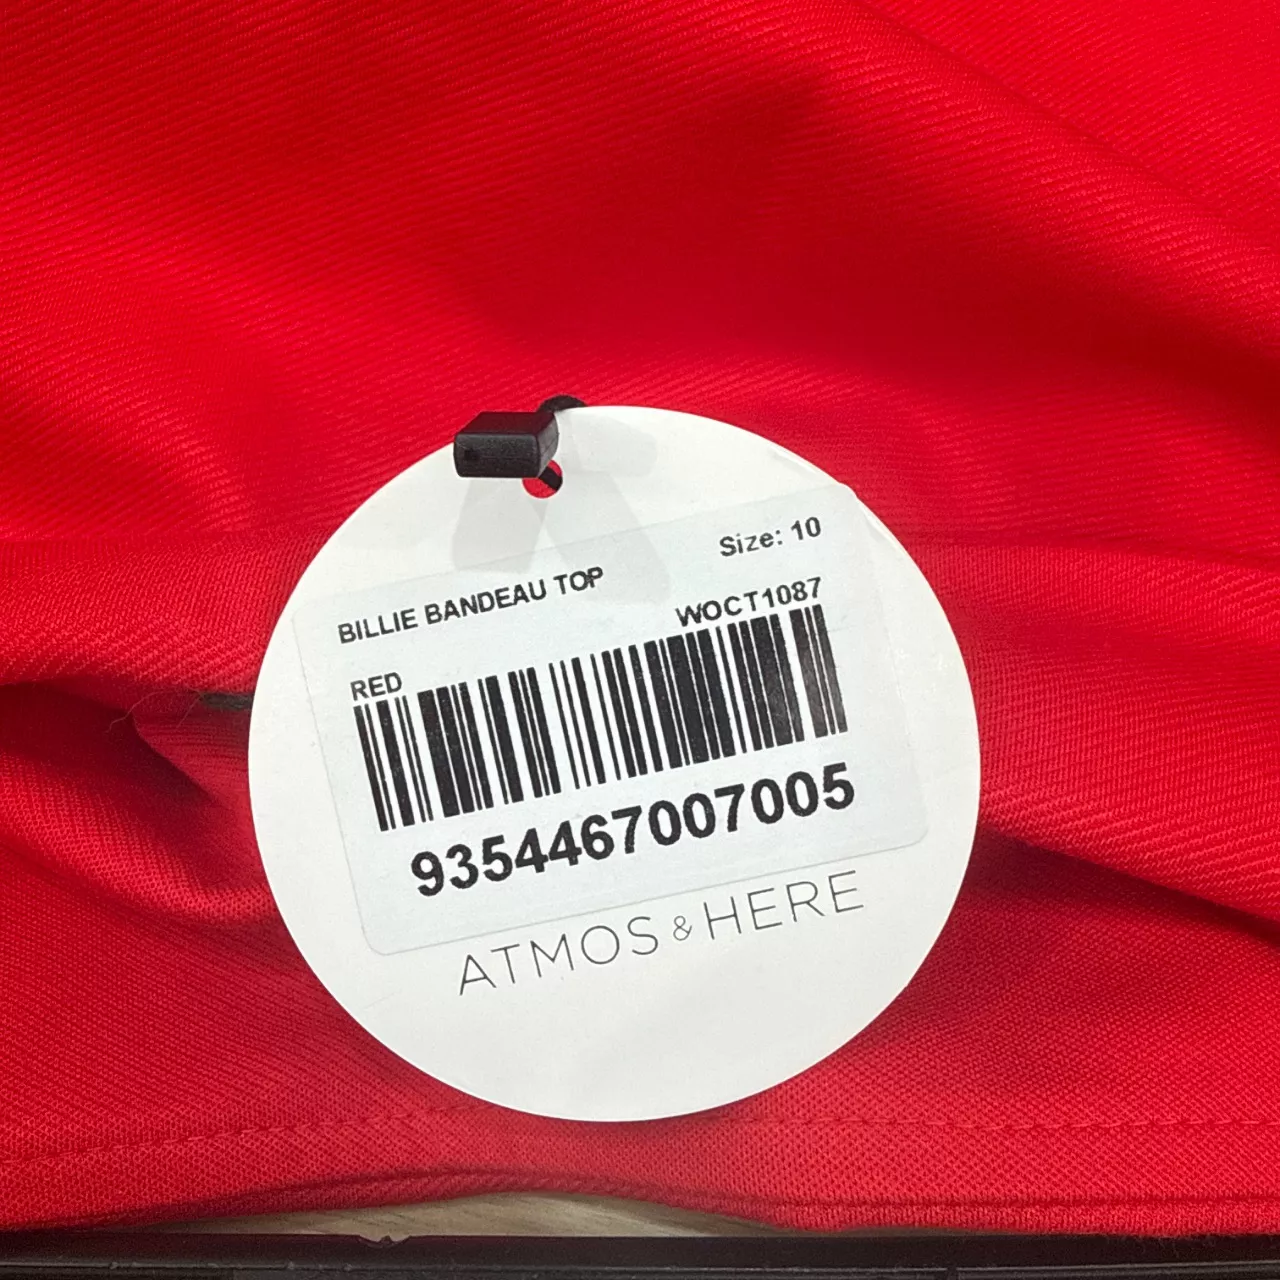 Size: 10
BILLIE BANDEAU TOP
WOCT1087
RED
9354467007005
ATMOS & HERE